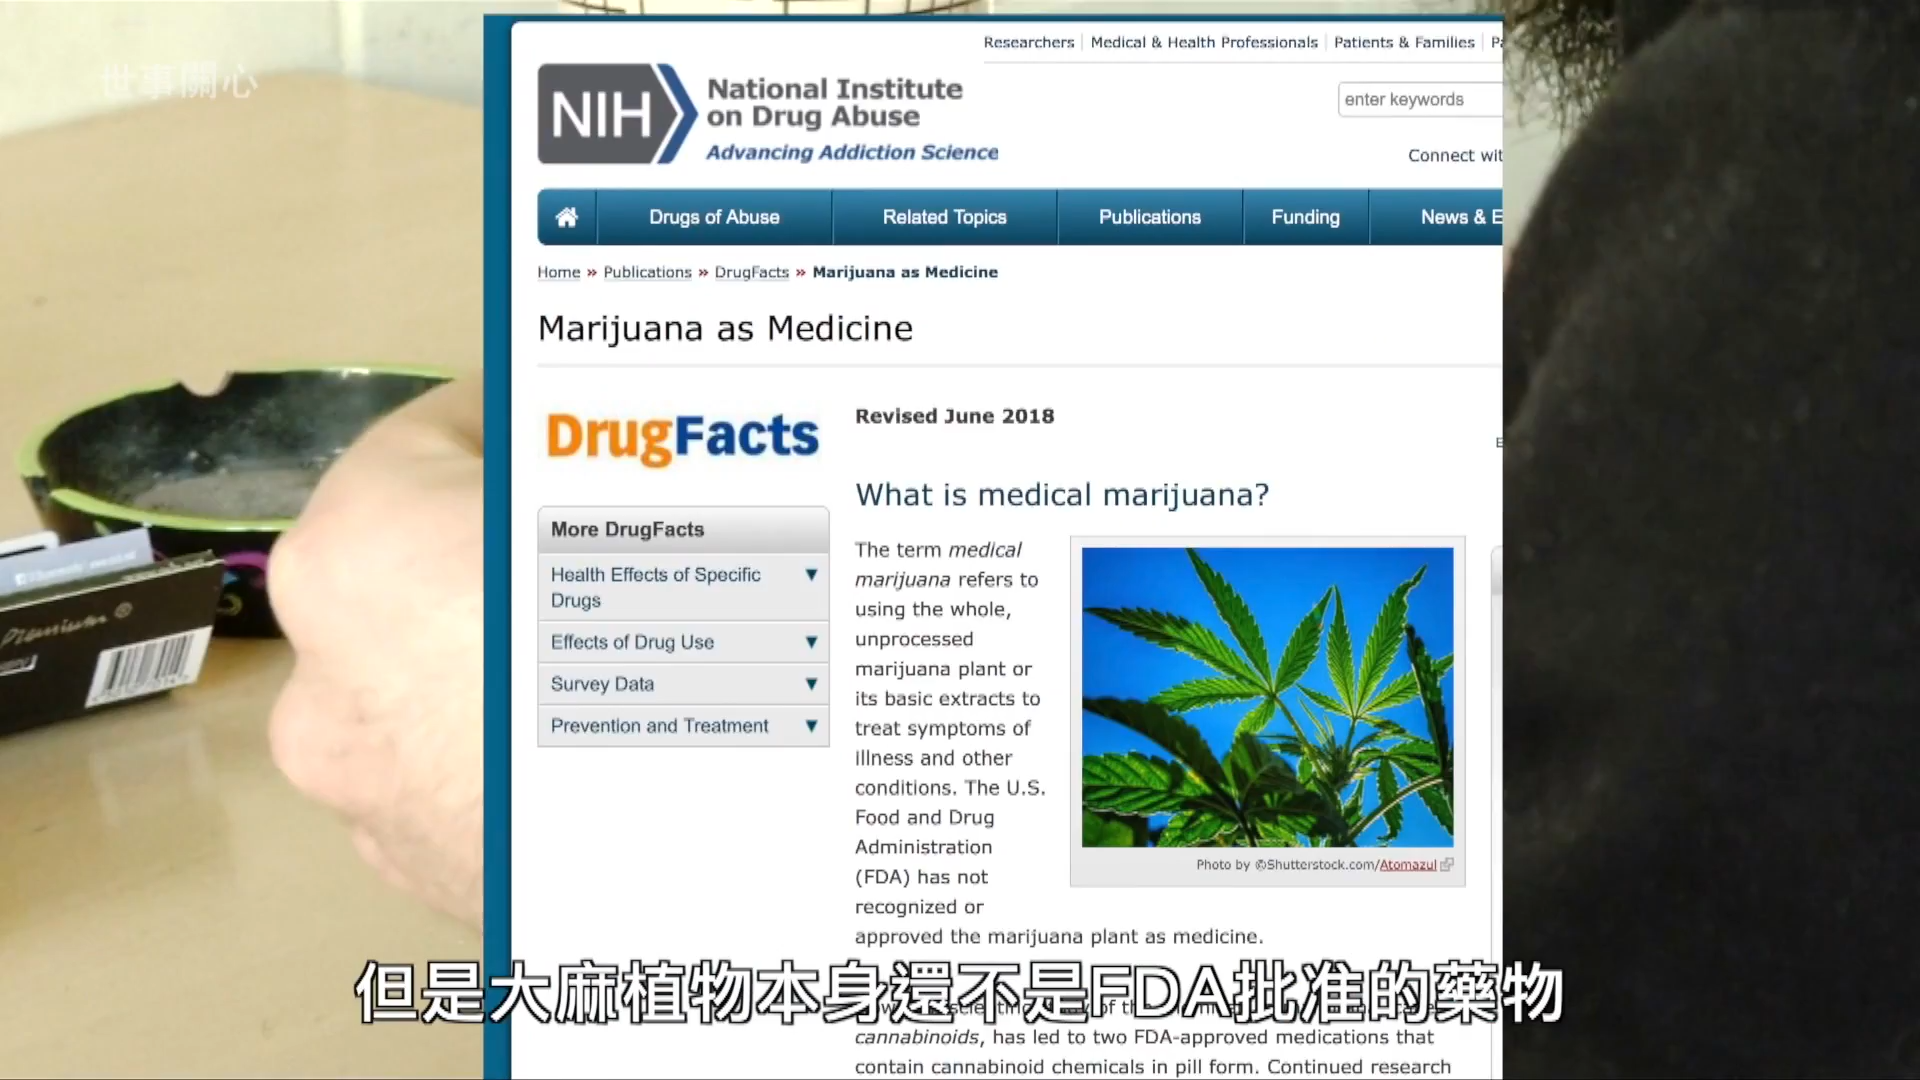 世事關心
Researchers
Medical & Health Professionals
Patients & Families
NIH
National Institute
on Drug Abuse
Advancing Addiction Science
enter keywords
Connect wit
Drugs of Abuse
Related Topics
Publications
Funding
News & E
Home » Publications » DrugFacts » Marijuana as Medicine
Marijuana as Medicine
DrugFacts
Revised June 2018
What is medical marijuana?
More DrugFacts
Health Effects of Specific
Drugs
Effects of Drug Use
Survey Data
Prevention and Treatment
The term medical
marijuana refers to
using the whole,
unprocessed
marijuana plant or
its basic extracts to
treat symptoms of
illness and other
conditions. The U.S.
Food and Drug
Administration
(FDA) has not
recognized or
approved the marijuana plant as medicine.
Photo by ©Shutterstock.com/Atomazul
Premium ®
但是大麻植物本身還不是FDA批准的藥物
cannabinoids, has led to two FDA-approved medications that
contain cannabinoid chemicals in pill form. Continued research